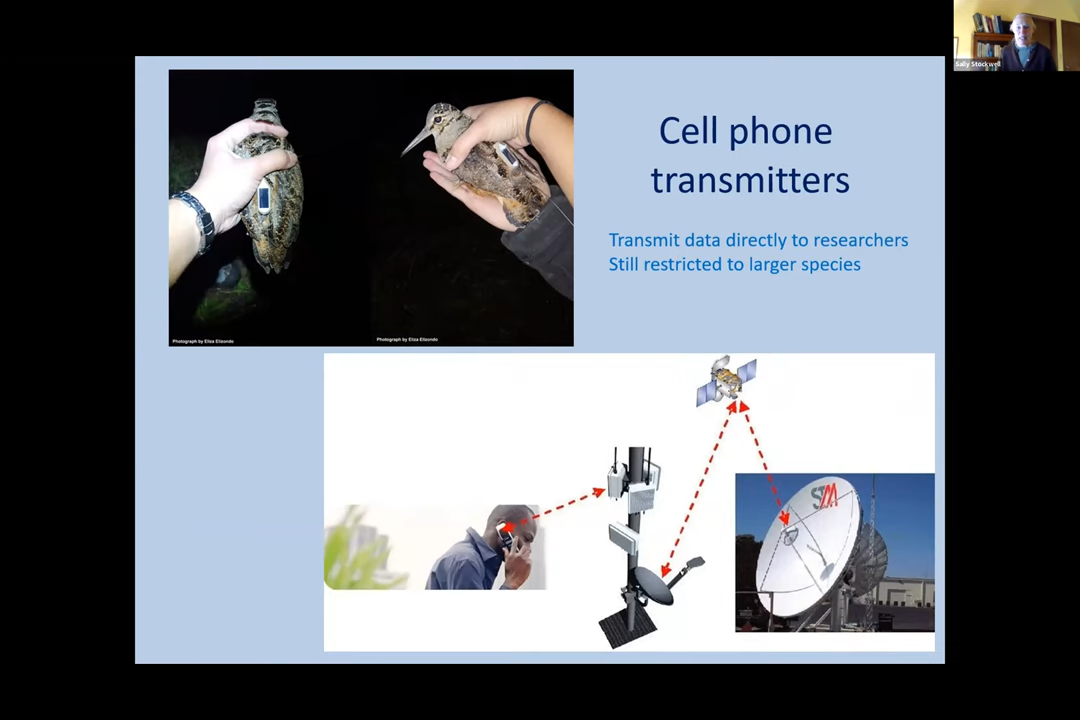 Sally Stockwell
Cell phone
transmitters
Transmit data directly to researchers
Still restricted to larger species
Photograph by Eliza Elizondo
Photograph by Eliza Elizondo
STM